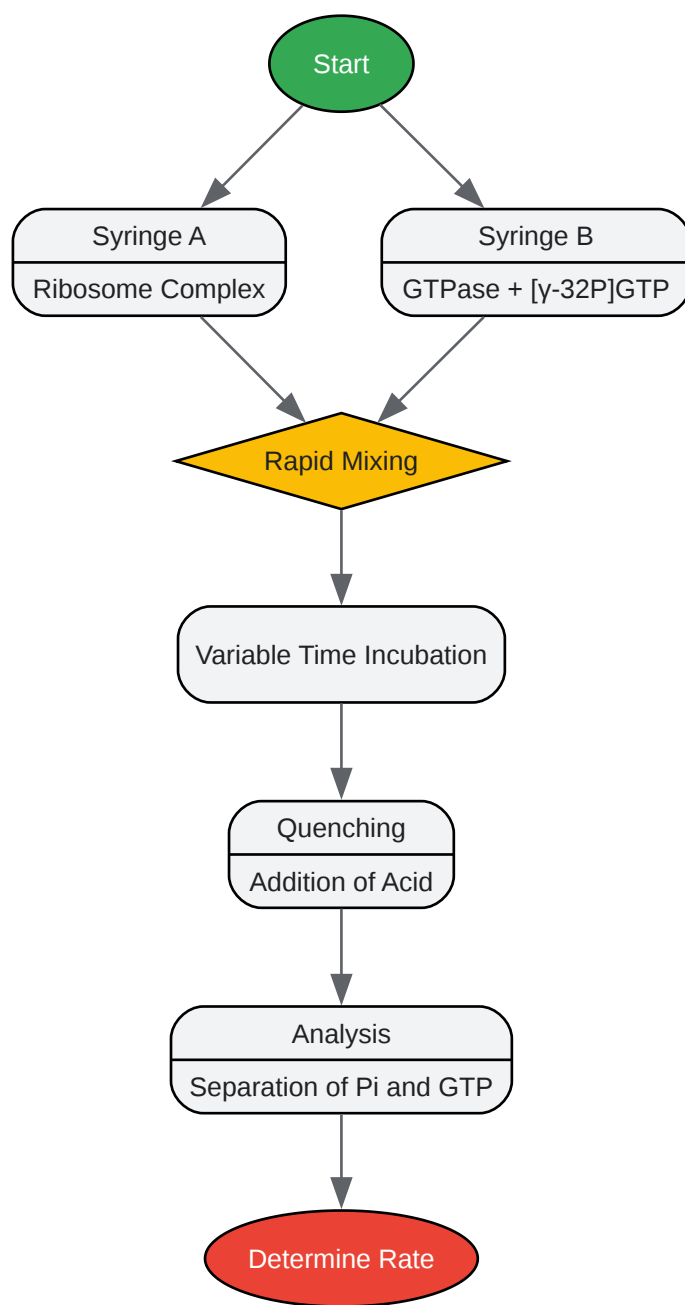 Start
Syringe A
Ribosome Complex
Syringe B
GTPase + [γ-32P]GTP
Rapid Mixing
Variable Time Incubation
Quenching
Addition of Acid
Analysis
Separation of Pi and GTP
Determine Rate